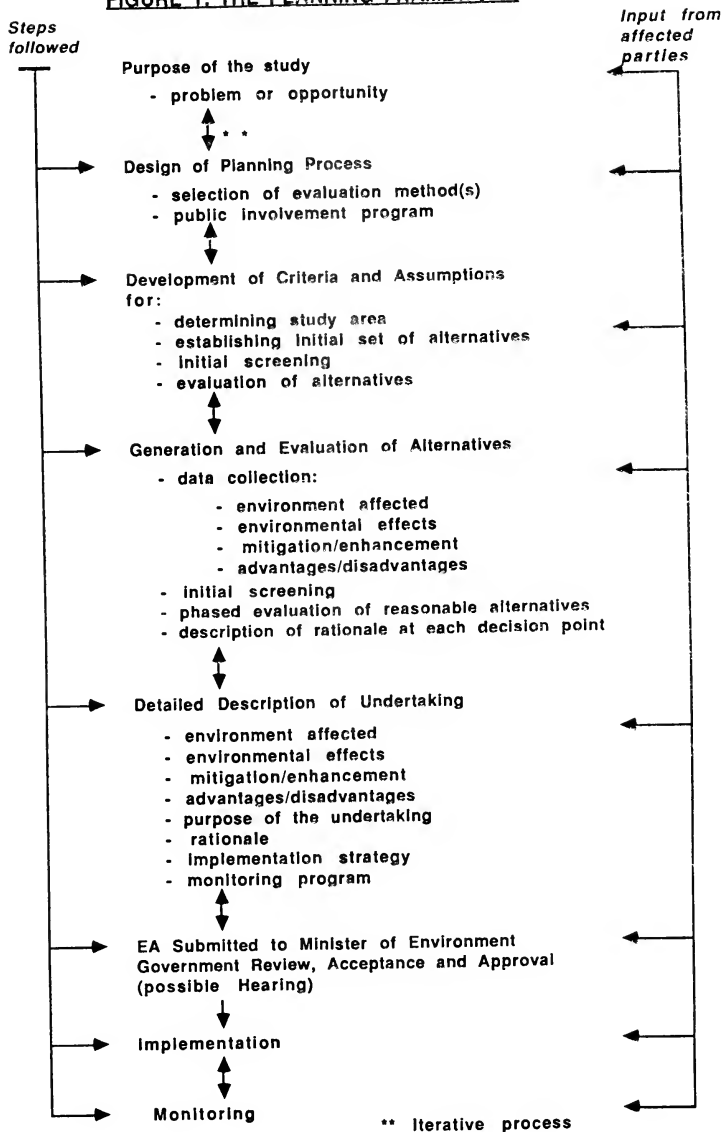 FIGURE 1: THE PLANNING
Steps
followed
Input from
affected
parties
Purpose of the study
- problem or opportunity
* *
Design of Planning Process
- selection of evaluation method(s)
- public involvement program
Development of Criteria and Assumptions
for:
- determining study area
- establishing initial set of alternatives
- initial screening
- evaluation of alternatives
Generation and Evaluation of Alternatives
- data collection:
- environment affected
- environmental effects
- mitigation/enhancement
- advantages/disadvantages
- initial screening
- phased evaluation of reasonable alternatives
- description of rationale at each decision point
Detailed Description of Undertaking
- environment affected
- environmental effects
- mitigation/enhancement
- advantages/disadvantages
- purpose of the undertaking
- rationale
- implementation strategy
- monitoring program
EA Submitted to Minister of Environment
Government Review, Acceptance and Approval
(possible Hearing)
Implementation
Monitoring
** Iterative process